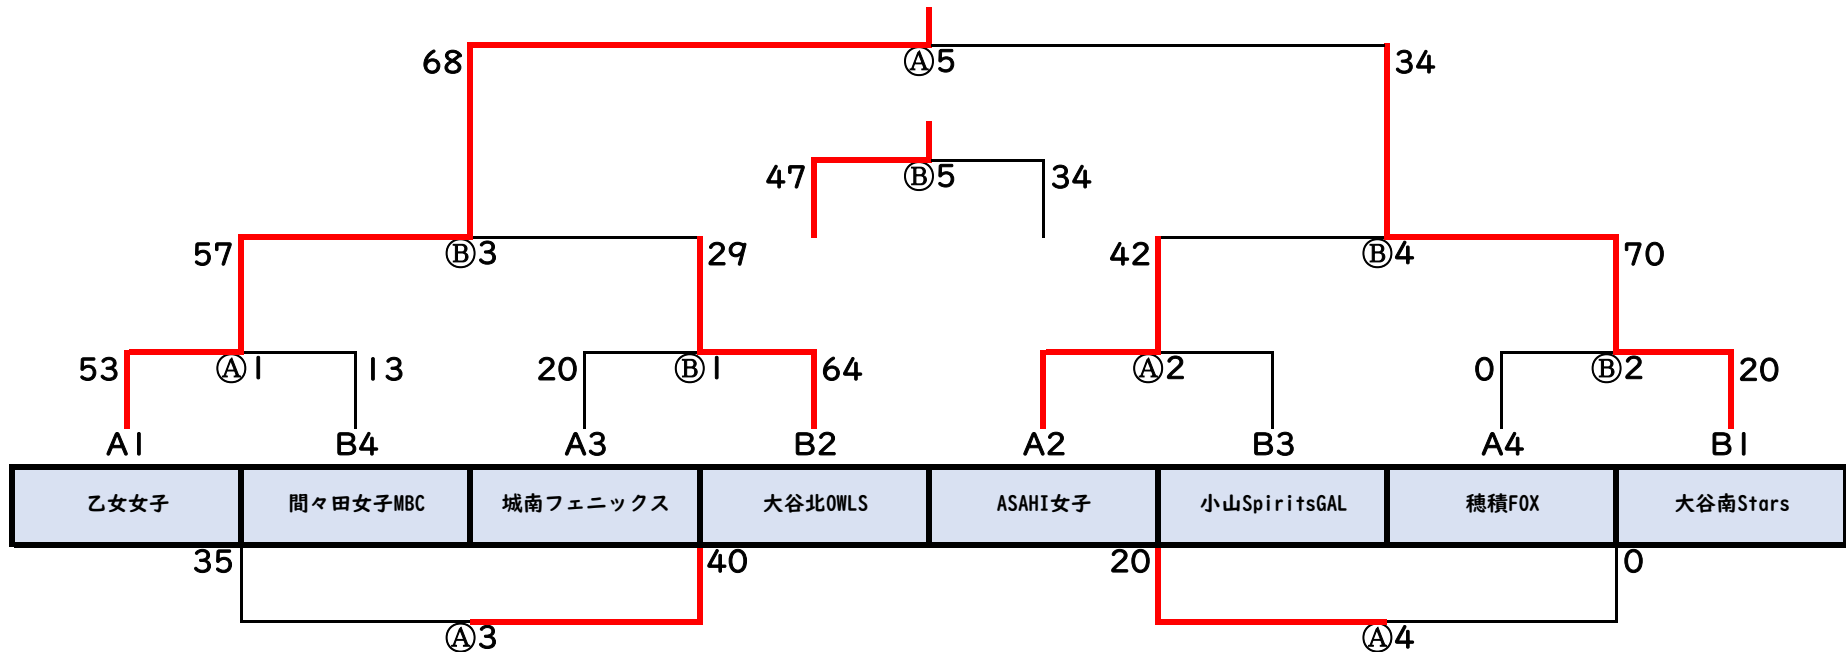 68 Ⓐ5 34
47 Ⓑ5 34
57 Ⓑ3 29 42 Ⓑ4 70
53 Ⓐ1 13 20 Ⓑ1 64 Ⓐ2 0 Ⓑ2 20
A1 B4 A3 B2 A2 B3 A4 B1
乙女女子 間々田女子MBC 城南フェニックス 大谷北OWLS ASAHI女子 小山SpiritsGAL 穂積FOX 大谷南Stars
35 40 20 0
Ⓐ3 Ⓐ4